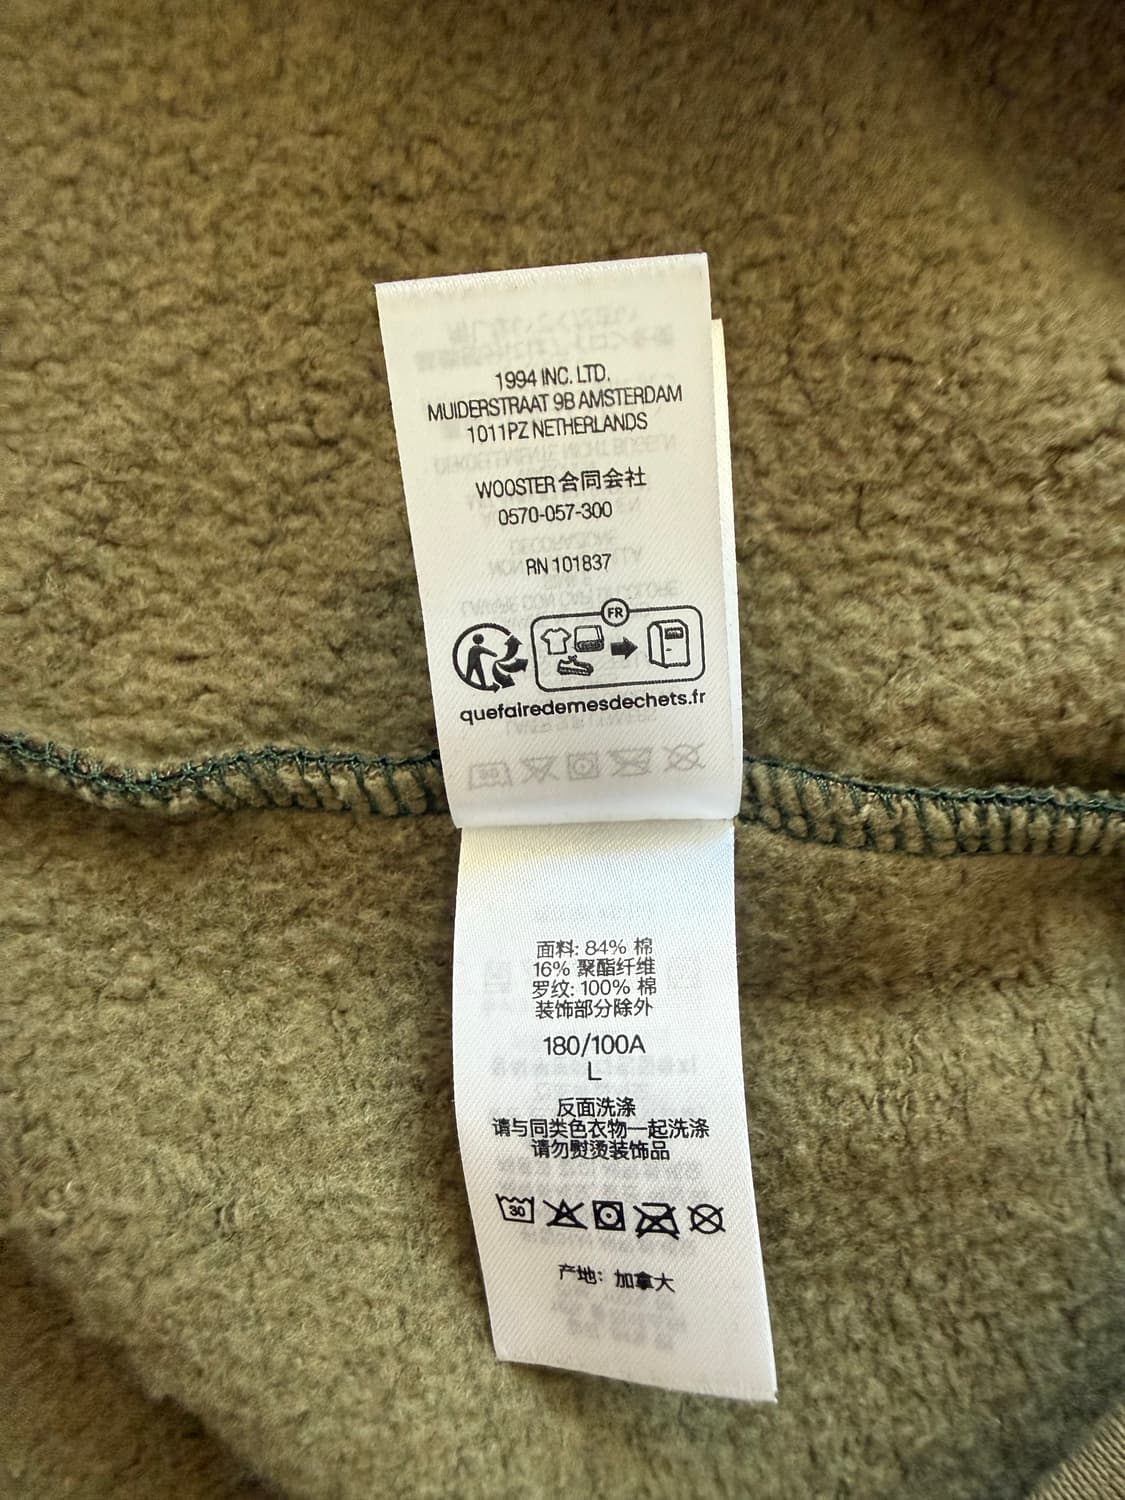 1994 INC. LTD.
MUIDERSTRAAT 9B AMSTERDAM
1011PZ NETHERLANDS
WOOSTER 合同会社
0570-057-300
RN 101837
FR
quefairedemesdechets.fr
面料: 84% 棉
16% 聚酯纤维
罗纹: 100% 棉
装饰部分除外
180/100A
L
反面洗涤
请与同类色衣物一起洗涤
请勿熨烫装饰品
30
产地: 加拿大